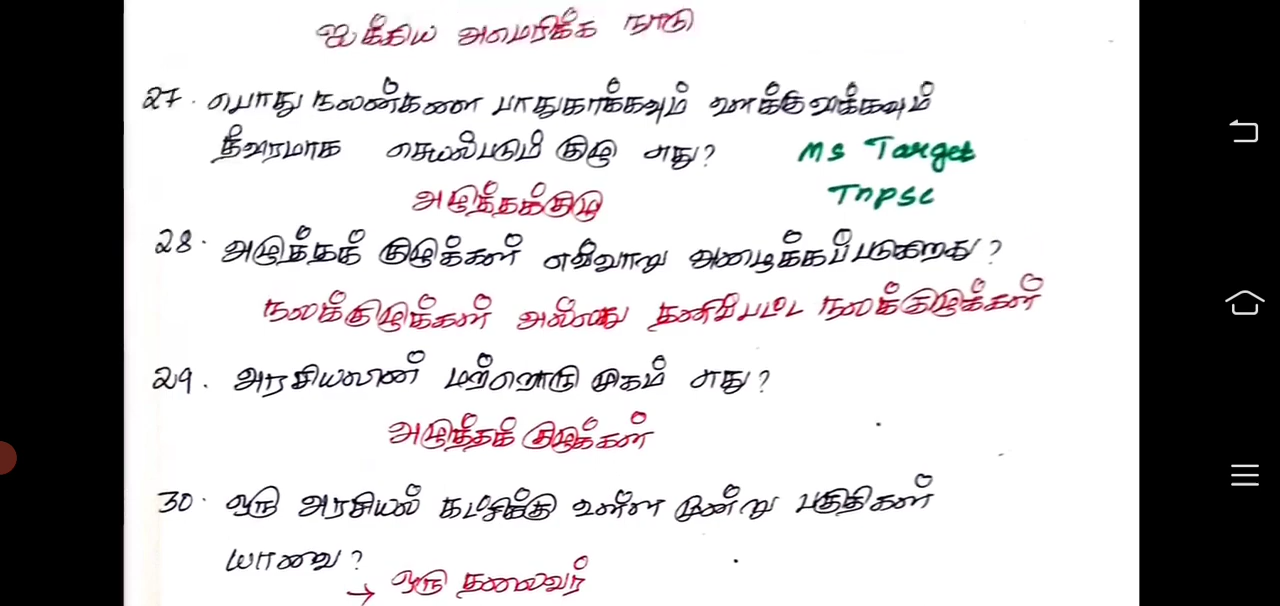 ஐக்கிய அமெரிக்க நாடு
27. பொது நலன்களை பாதுகாக்கவும் ஊக்குவிக்கவும்
தீவிரமாக செயல்படும் குழு எது?
Ms Target
Tnpsc
அழுத்தக்குழு
28. அழுத்தக் குழுக்கள் எவ்வாறு அழைக்கப்படுகிறது?
நலக்குழுக்கள் அல்லது தனிப்பட்ட நலக்குழுக்கள்
29. அரசியலின் மற்றொரு முகம் எது?
அழுத்தக் குழுக்கள்
30. ஒரு அரசியல் கட்சிக்கு உள்ள மூன்று பகுதிகள்
யாவை?
→ ஒரு தலைவர்